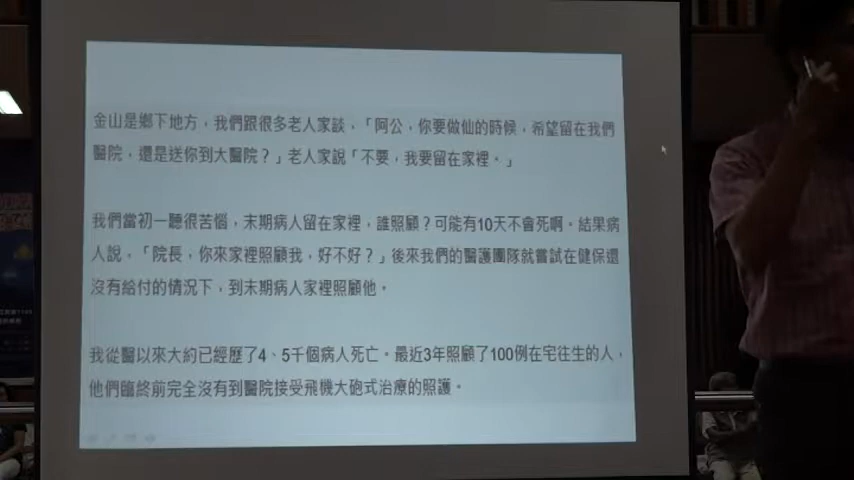 金山是鄉下地方，我們跟很多老人家談，「阿公，你要做仙的時候，希望留在我們
醫院，還是送你到大醫院？」老人家說「不要，我要留在家裡。」
我們當初一聽很苦惱，末期病人留在家裡，誰照顧？可能有10天不會死啊。結果病
人說，「院長，你來家裡照顧我，好不好？」後來我們的醫護團隊就嘗試在健保還
沒有給付的情況下，到末期病人家裡照顧他。
我從醫以來大約已經歷了4、5千個病人死亡。最近3年照顧了100例在宅往生的人，
他們臨終前完全沒有到醫院接受飛機大砲式治療的照護。